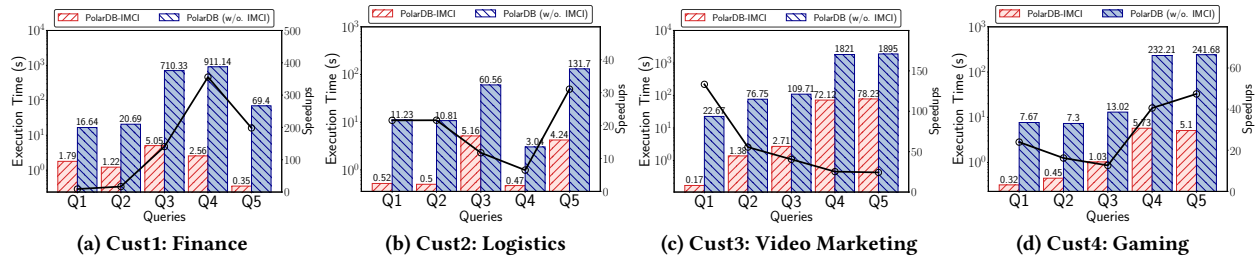 PolarDB-IMCI PolarDB (w/o. IMCI)
Execution Time (s)
10^4
10^3
10^2
10^1
10^0
16.64 20.69 710.33 911.14 69.4
1.79 1.22 5.05 2.56 0.35
500
400
300
200
100
0
Speedups
Q1 Q2 Q3 Q4 Q5
Queries
(a) Cust1: Finance
PolarDB-IMCI PolarDB (w/o. IMCI)
Execution Time (s)
10^3
10^2
10^1
10^0
11.23 10.81 60.56 3.04 131.7
0.52 0.5 5.16 0.47 4.24
40
30
20
10
0
Speedups
Q1 Q2 Q3 Q4 Q5
Queries
(b) Cust2: Logistics
PolarDB-IMCI PolarDB (w/o. IMCI)
Execution Time (s)
10^4
10^3
10^2
10^1
10^0
22.67 76.75 109.71 1821 1895
0.17 1.38 2.71 72.12 78.23
150
100
50
0
Speedups
Q1 Q2 Q3 Q4 Q5
Queries
(c) Cust3: Video Marketing
PolarDB-IMCI PolarDB (w/o. IMCI)
Execution Time (s)
10^4
10^3
10^2
10^1
10^0
7.67 7.3 13.02 232.21 241.68
0.32 0.45 1.03 5.73 5.1
60
40
20
0
Speedups
Q1 Q2 Q3 Q4 Q5
Queries
(d) Cust4: Gaming